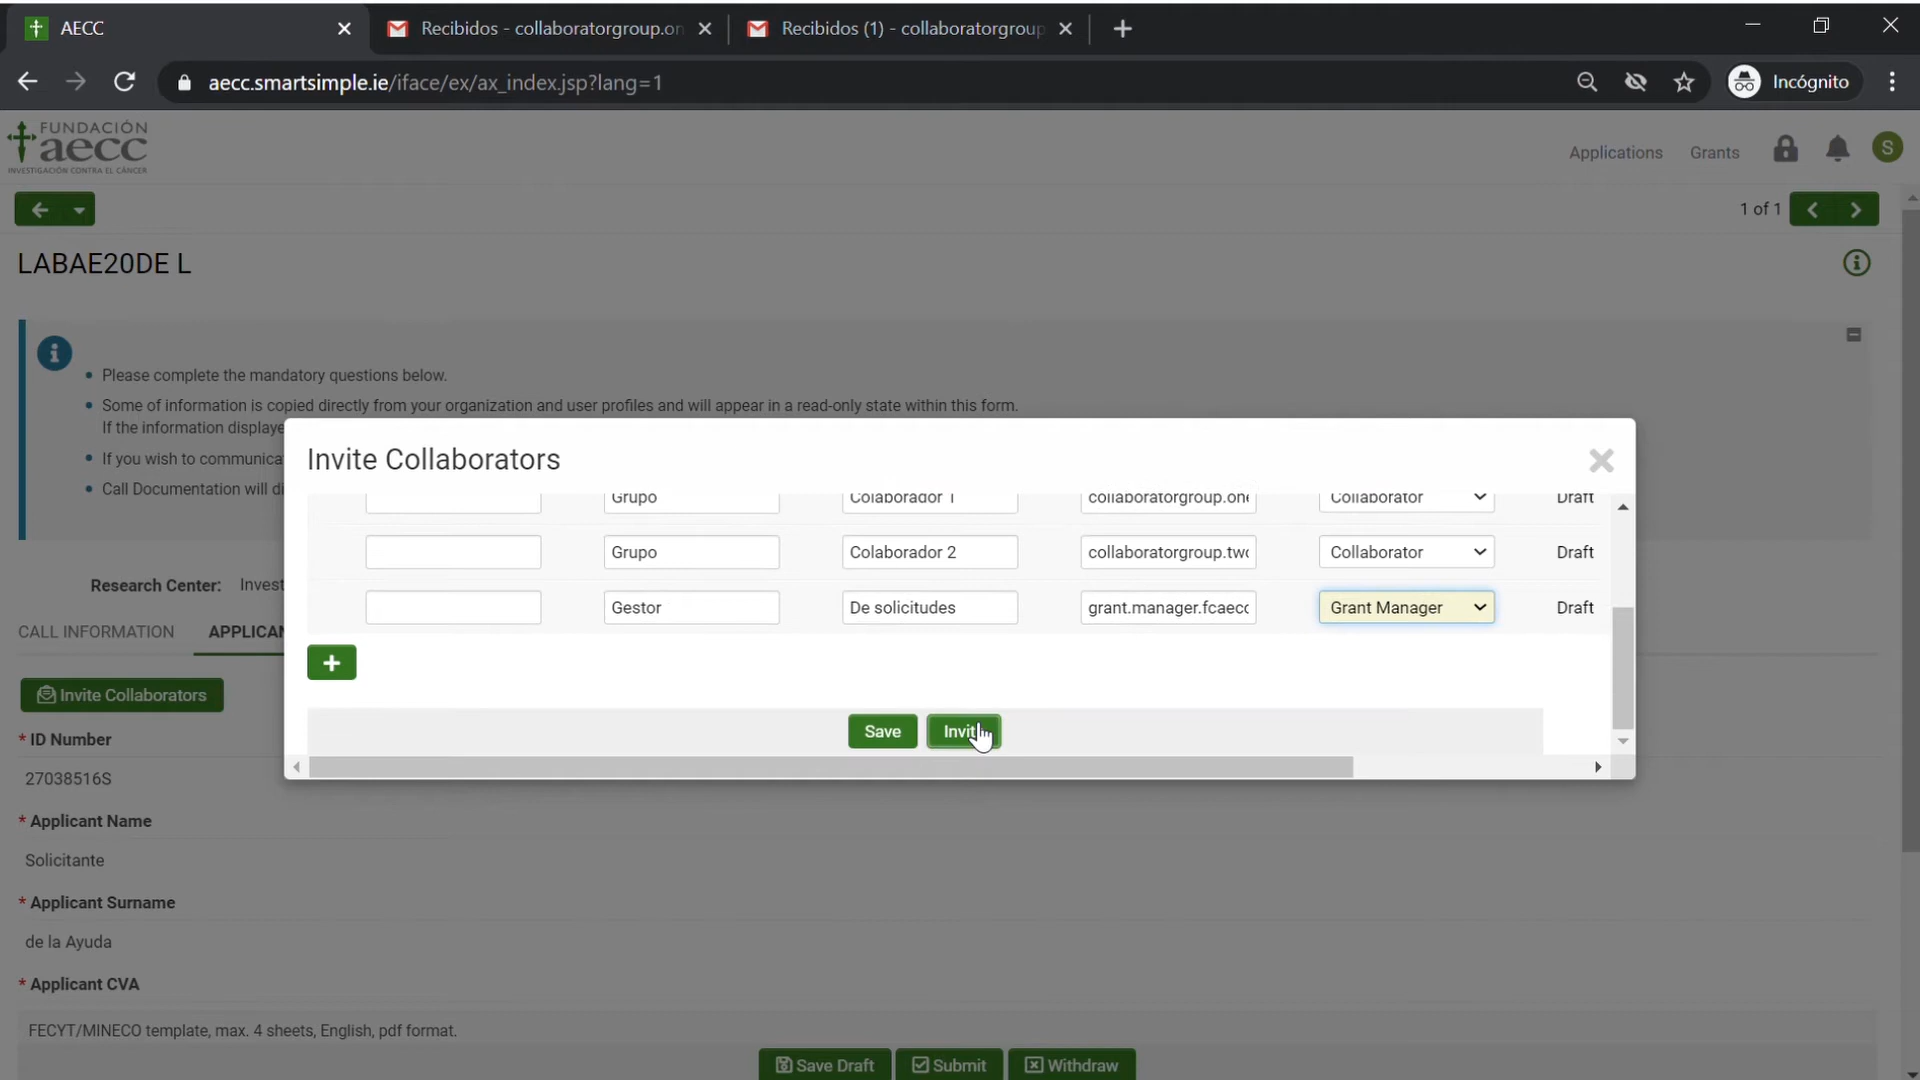 AECC
Recibidos - collaboratorgroup.on
Recibidos (1) - collaboratorgroup
aecc.smartsimple.ie/iface/ex/ax_index.jsp?lang=1
Incógnito
FUNDACIÓN
aecc
INVESTIGACIÓN CONTRA EL CÁNCER
Applications
Grants
S
1 of 1
LABAE20DE L
Please complete the mandatory questions below.
Some of information is copied directly from your organization and user profiles and will appear in a read-only state within this form.
If the information displaye
If you wish to communica
Call Documentation will di
Invite Collaborators
Grupo Colaborador 1 collaboratorgroup.one Collaborator Draft
Grupo Colaborador 2 collaboratorgroup.two Collaborator Draft
Gestor De solicitudes grant.manager.fcaecc Grant Manager Draft
Save Invit
Research Center: Invest
CALL INFORMATION APPLICAN
Invite Collaborators
* ID Number
27038516S
* Applicant Name
Solicitante
* Applicant Surname
de la Ayuda
* Applicant CVA
FECYT/MINECO template, max. 4 sheets, English, pdf format.
Save Draft Submit Withdraw